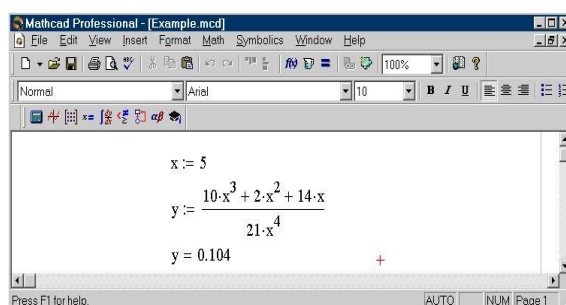 Mathcad Professional - [Example.mcd]
File Edit View Insert Format Math Symbolics Window Help
100%
Normal Arial 10 B I U
x= αβ
x := 5
y := (10·x^3 + 2·x^2 + 14·x) / (21·x^4)
y = 0.104
Press F1 for help. AUTO NUM Page 1